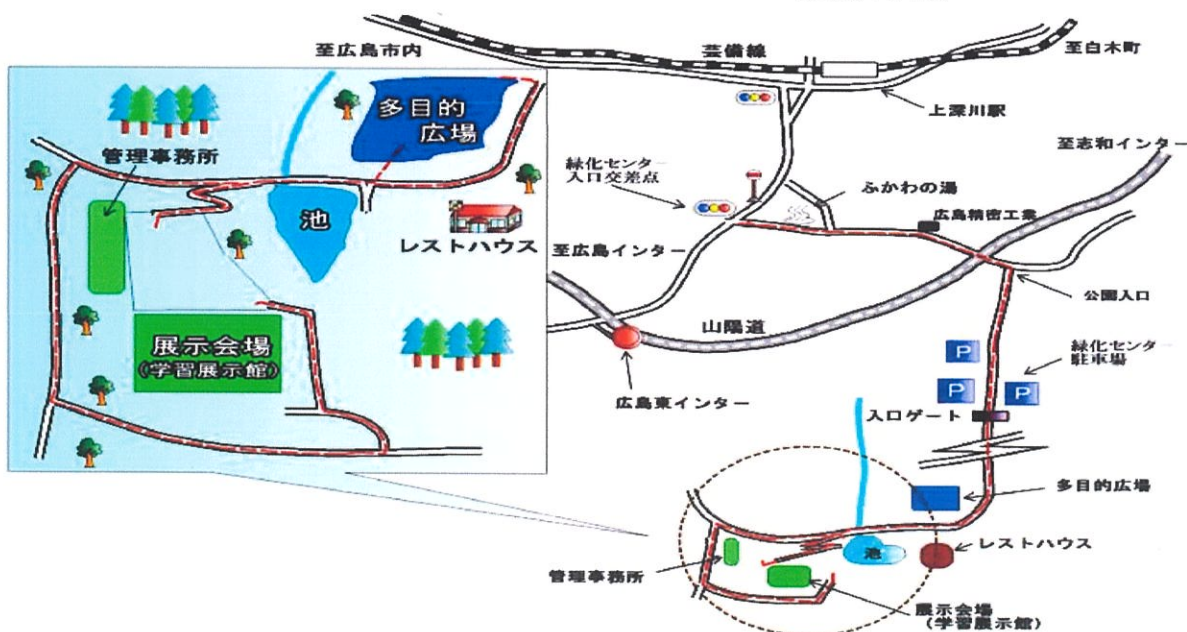 至広島市内
芸備線
至白木町
上深川駅
至志和インター
緑化センター
入口交差点
ふかわの湯
広島精密工業
至広島インター
公園入口
山陽道
広島東インター
P
P
P
緑化センター
駐車場
入口ゲート
多目的広場
池
レストハウス
管理事務所
展示会場
(学習展示館)
多目的
広場
管理事務所
池
レストハウス
展示会場
(学習展示館)